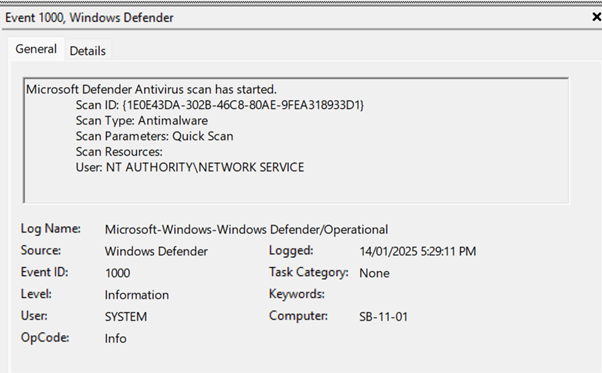 Event 1000, Windows Defender
General Details
Microsoft Defender Antivirus scan has started.
Scan ID: {1E0E43DA-302B-46C8-80AE-9FEA318933D1}
Scan Type: Antimalware
Scan Parameters: Quick Scan
Scan Resources:
User: NT AUTHORITY\NETWORK SERVICE
Log Name: Microsoft-Windows-Windows Defender/Operational
Source: Windows Defender Logged: 14/01/2025 5:29:11 PM
Event ID: 1000 Task Category: None
Level: Information Keywords:
User: SYSTEM Computer: SB-11-01
OpCode: Info